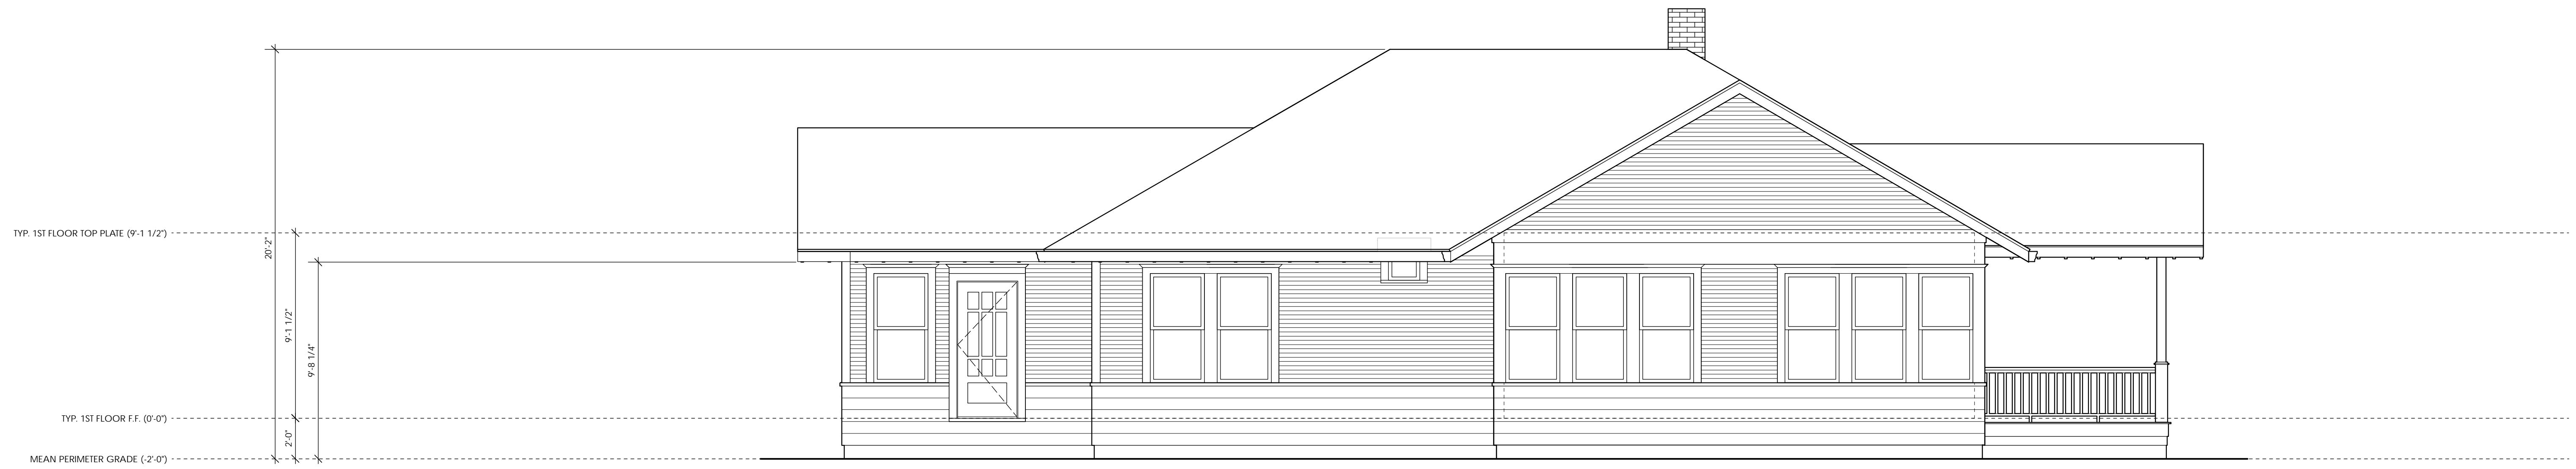 TYP. 1ST FLOOR TOP PLATE (9'-1 1/2")
20'-2"
9'-1 1/2"
9'-8 1/4"
TYP. 1ST FLOOR F.F. (0'-0")
2'-0"
MEAN PERIMETER GRADE (-2'-0")